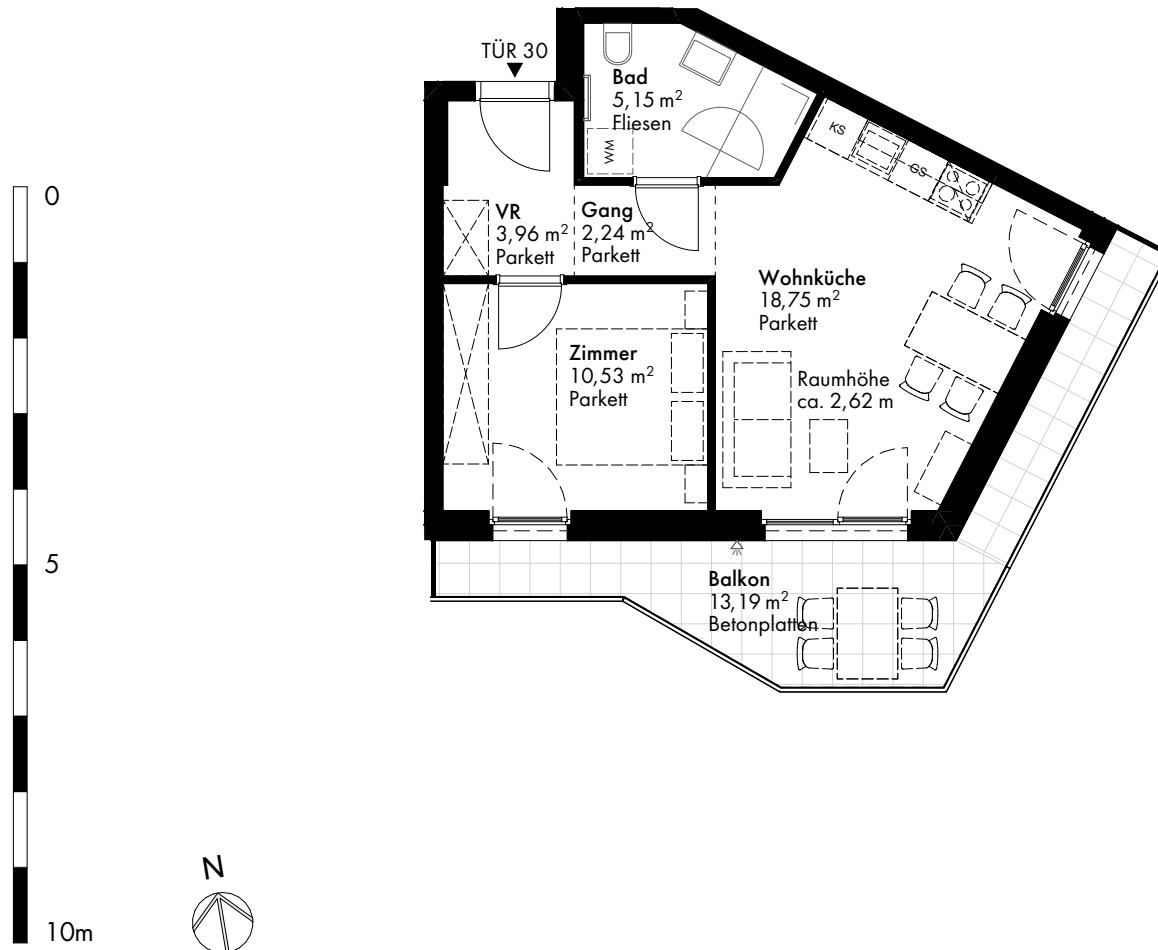 TÜR 30
Bad
5,15 m²
Fliesen
WM
KS
GS
0
VR
3,96 m²
Parkett
Gang
2,24 m²
Parkett
Wohnküche
18,75 m²
Parkett
Zimmer
10,53 m²
Parkett
Raumhöhe
ca. 2,62 m
5
Balkon
13,19 m²
Betonplatten
N
10m